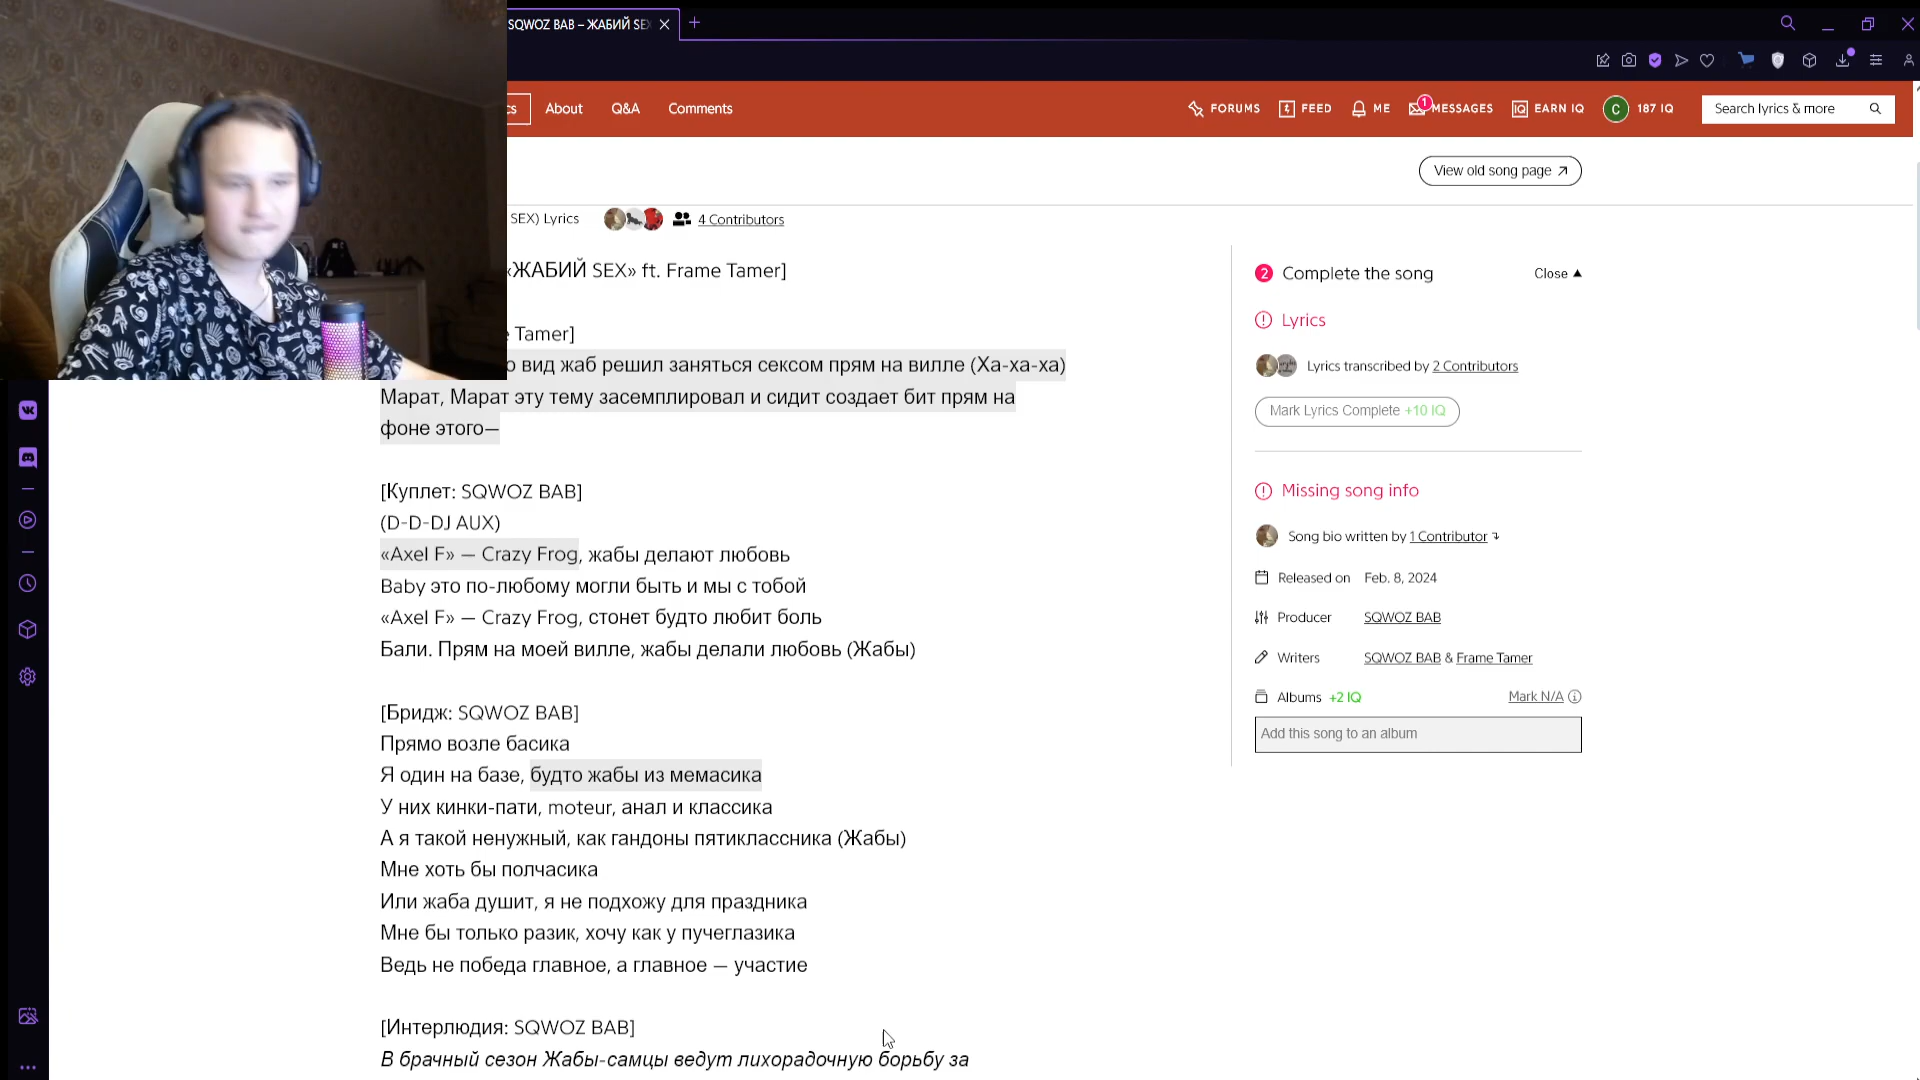 SQWOZ BAB – ЖАБИЙ SEX
cs
About
Q&A
Comments
FORUMS
FEED
ME
1
MESSAGES
EARN IQ
C
187 IQ
Search lyrics & more
View old song page
SEX) Lyrics
4 Contributors
«ЖАБИЙ SEX» ft. Frame Tamer]
Tamer]
о вид жаб решил заняться сексом прям на вилле (Ха-ха-ха)
Марат, Марат эту тему засемплировал и сидит создает бит прям на
фоне этого—
[Куплет: SQWOZ BAB]
(D-D-DJ AUX)
«Axel F» — Crazy Frog, жабы делают любовь
Baby это по-любому могли быть и мы с тобой
«Axel F» — Crazy Frog, стонет будто любит боль
Бали. Прям на моей вилле, жабы делали любовь (Жабы)
[Бридж: SQWOZ BAB]
Прямо возле басика
Я один на базе, будто жабы из мемасика
У них кинки-пати, moteur, анал и классика
А я такой ненужный, как гандоны пятиклассника (Жабы)
Мне хоть бы полчасика
Или жаба душит, я не подхожу для праздника
Мне бы только разик, хочу как у пучеглазика
Ведь не победа главное, а главное — участие
[Интерлюдия: SQWOZ BAB]
В брачный сезон Жабы-самцы ведут лихорадочную борьбу за
2 Complete the song
Close
Lyrics
Lyrics transcribed by 2 Contributors
Mark Lyrics Complete +10 IQ
Missing song info
Song bio written by 1 Contributor
Released on Feb. 8, 2024
Producer SQWOZ BAB
Writers SQWOZ BAB & Frame Tamer
Albums +2 IQ
Mark N/A
Add this song to an album